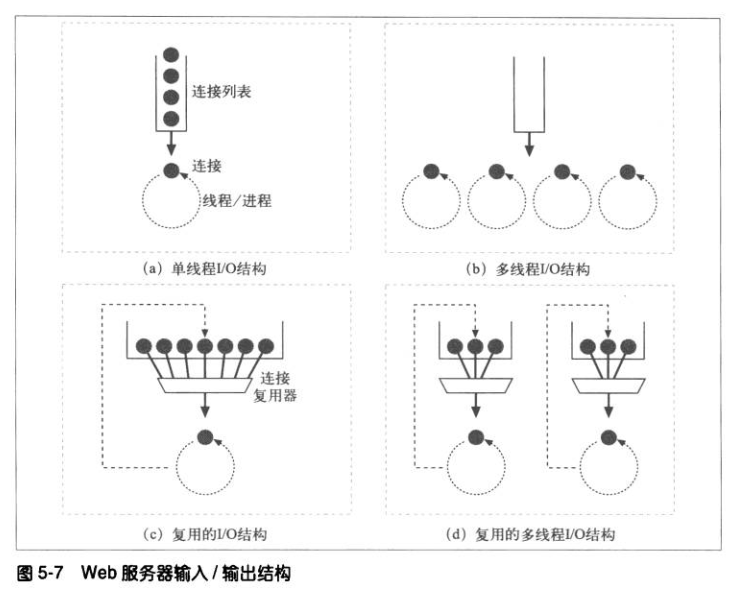 连接列表
连接
线程/进程
(a) 单线程I/O结构
(b) 多线程I/O结构
连接
复用器
(c) 复用的I/O结构
(d) 复用的多线程I/O结构
图 5-7 Web 服务器输入 / 输出结构